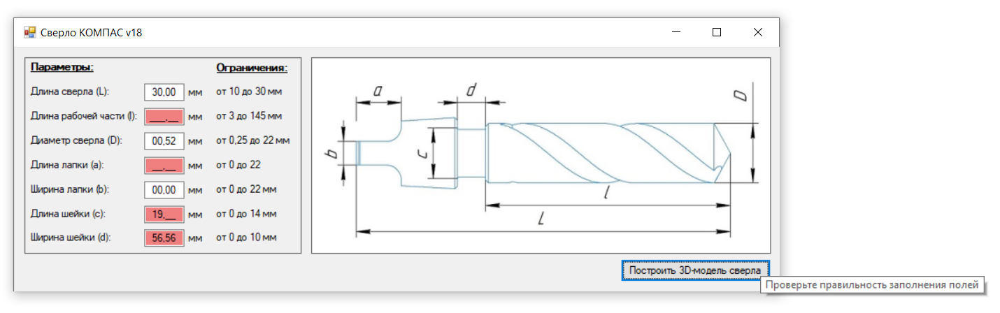 Сверло КОМПАС v18
Параметры: Ограничения:
Длина сверла (L): 30,00 мм от 10 до 30 мм
Длина рабочей части (l): ___,__ мм от 3 до 145 мм
Диаметр сверла (D): 00,52 мм от 0,25 до 22 мм
Длина лапки (a): __,__ мм от 0 до 22
Ширина лапки (b): 00,00 мм от 0 до 22 мм
Длина шейки (c): 19,__ мм от 0 до 14 мм
Ширина шейки (d): 56,56 мм от 0 до 10 мм
a d D
b c
l
L
Построить 3D-модель сверла
Проверьте правильность заполнения полей